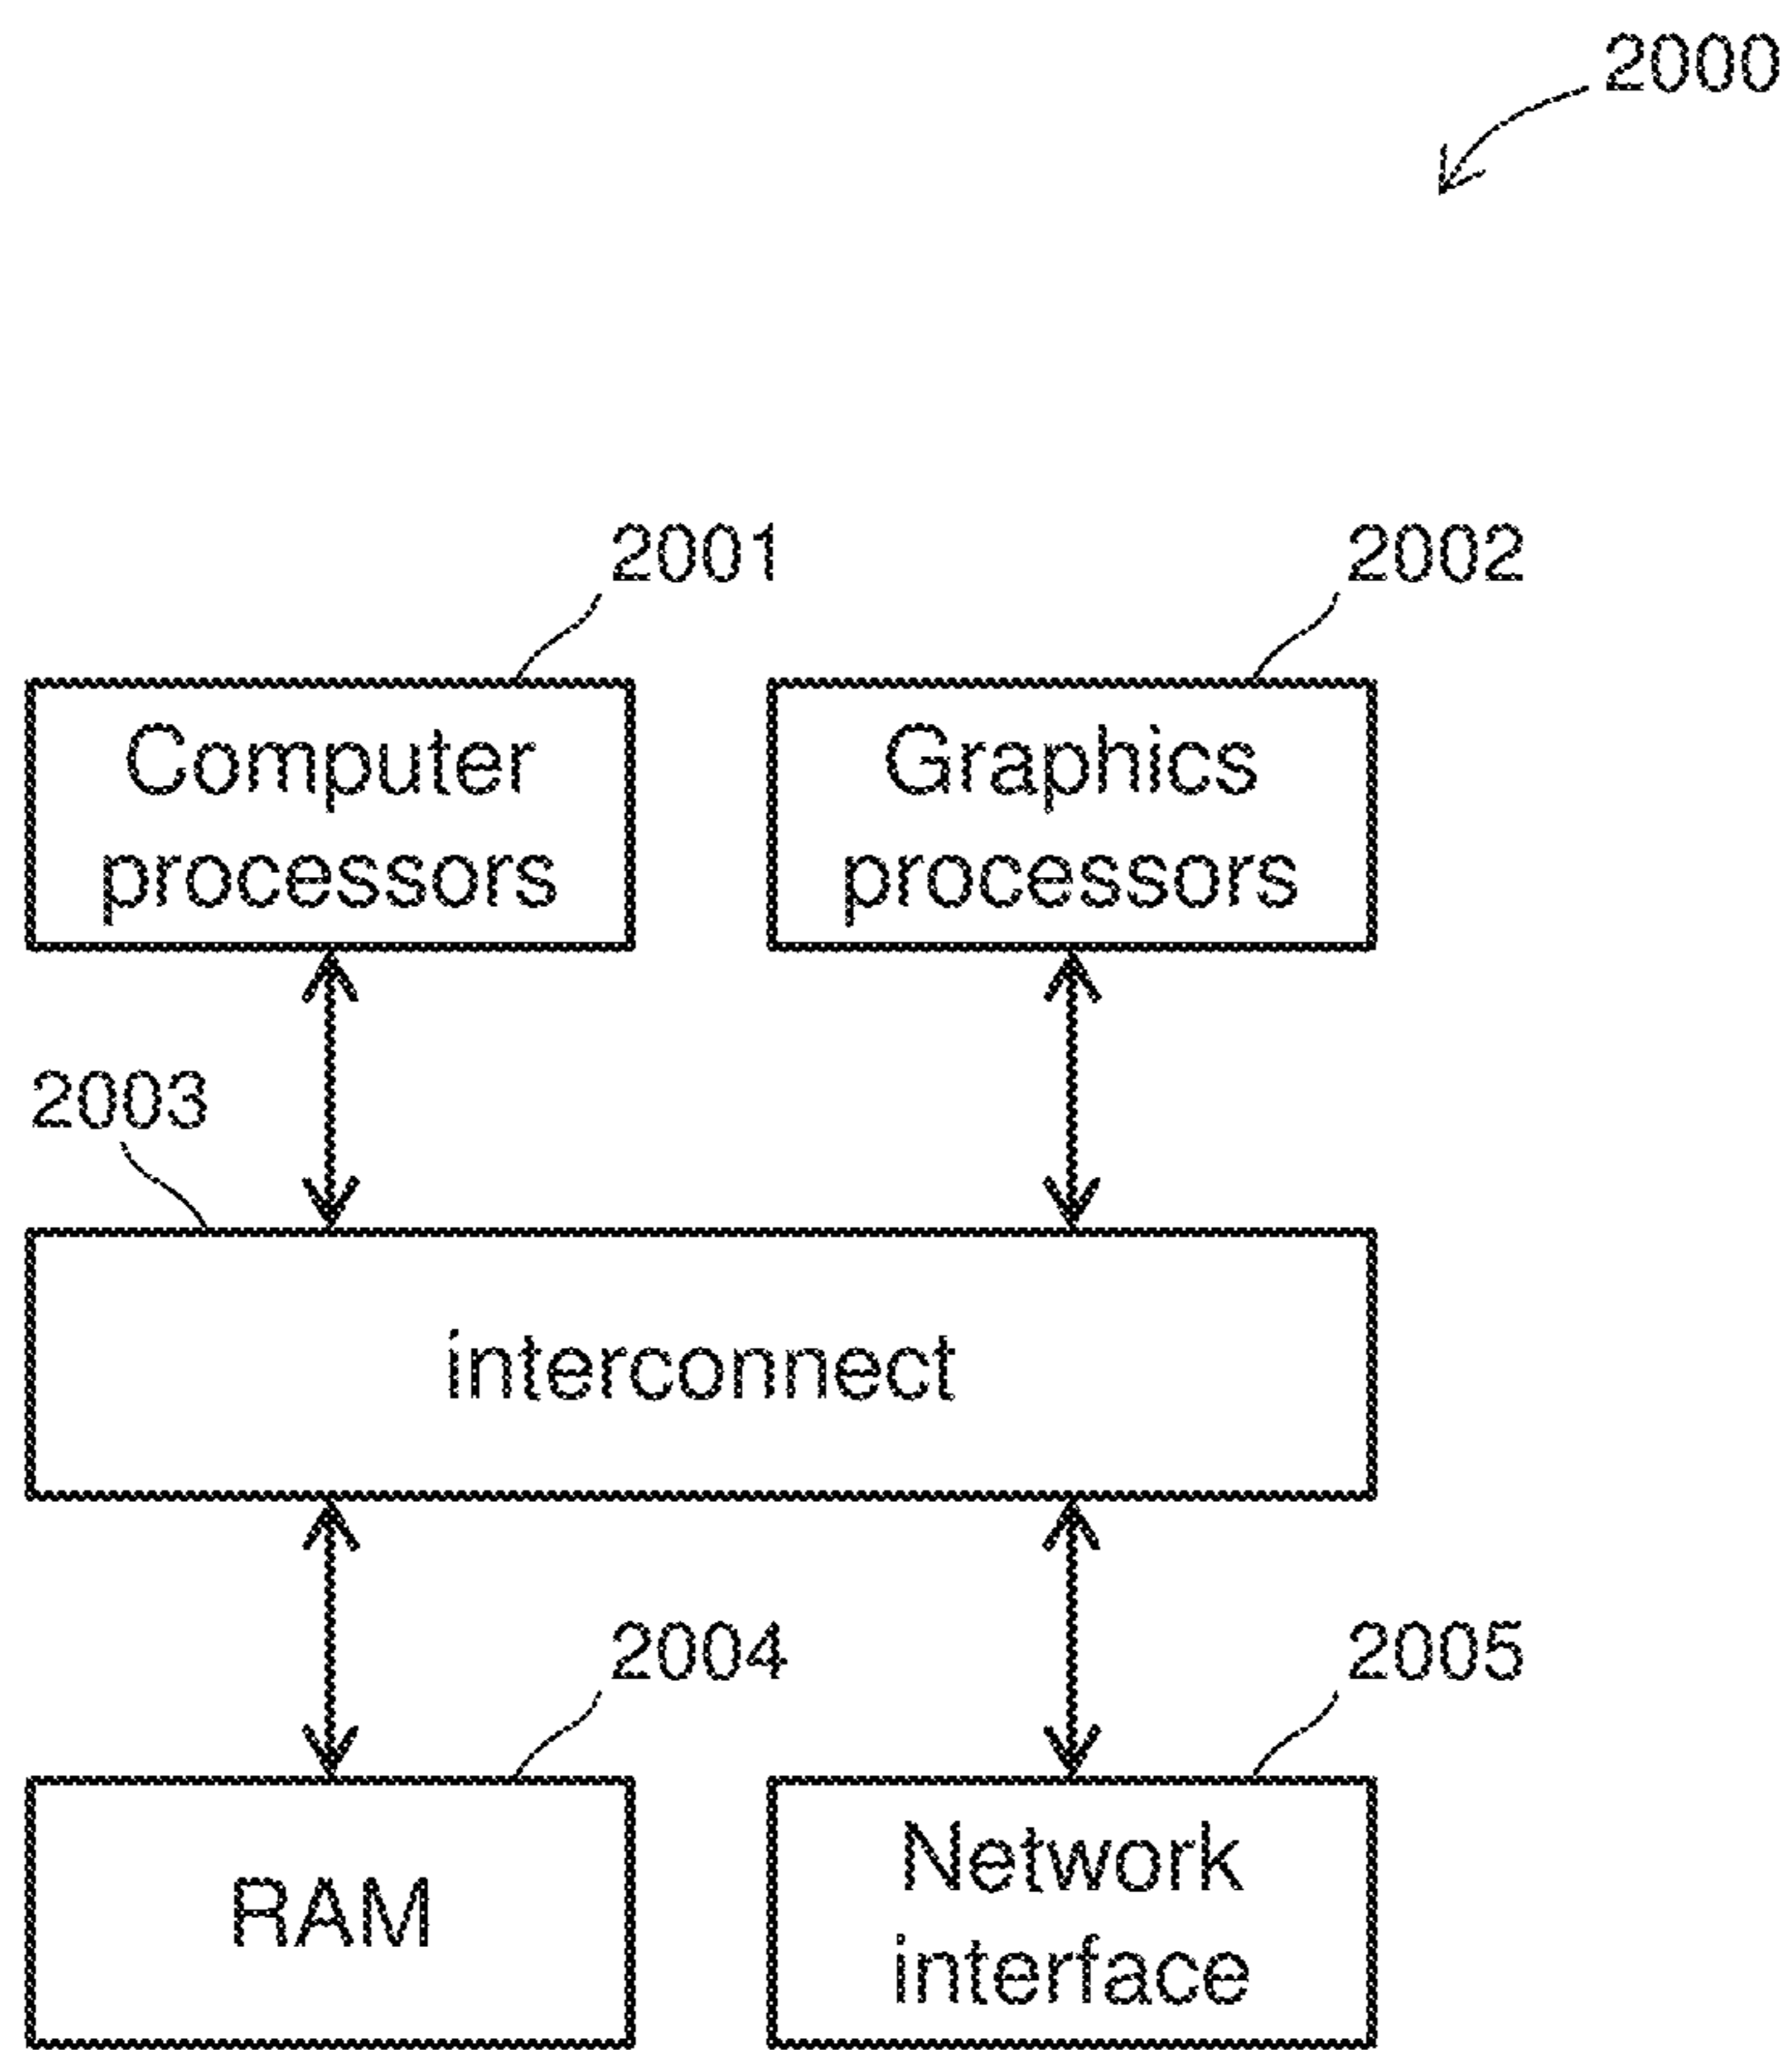 2000
2001
2002
Computer
processors
Graphics
processors
2003
interconnect
2004
2005
RAM
Network
interface